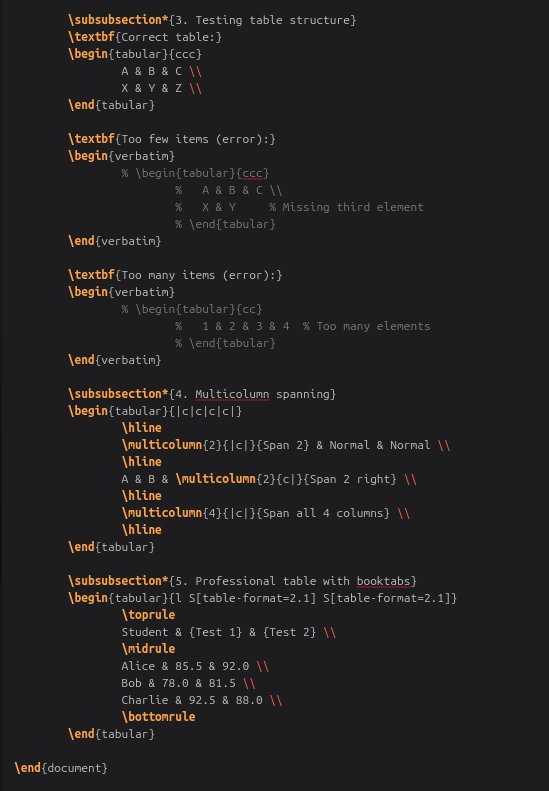 \subsubsection*{3. Testing table structure}
\textbf{Correct table:}
\begin{tabular}{ccc}
A & B & C \\
X & Y & Z \\
\end{tabular}
\textbf{Too few items (error):}
\begin{verbatim}
% \begin{tabular}{ccc}
%   A & B & C \\
%   X & Y     % Missing third element
% \end{tabular}
\end{verbatim}
\textbf{Too many items (error):}
\begin{verbatim}
% \begin{tabular}{cc}
%   1 & 2 & 3 & 4  % Too many elements
% \end{tabular}
\end{verbatim}
\subsubsection*{4. Multicolumn spanning}
\begin{tabular}{|c|c|c|c|}
\hline
\multicolumn{2}{|c|}{Span 2} & Normal & Normal \\
\hline
A & B & \multicolumn{2}{c|}{Span 2 right} \\
\hline
\multicolumn{4}{|c|}{Span all 4 columns} \\
\hline
\end{tabular}
\subsubsection*{5. Professional table with booktabs}
\begin{tabular}{l S[table-format=2.1] S[table-format=2.1]}
\toprule
Student & {Test 1} & {Test 2} \\
\midrule
Alice & 85.5 & 92.0 \\
Bob & 78.0 & 81.5 \\
Charlie & 92.5 & 88.0 \\
\bottomrule
\end{tabular}
\end{document}